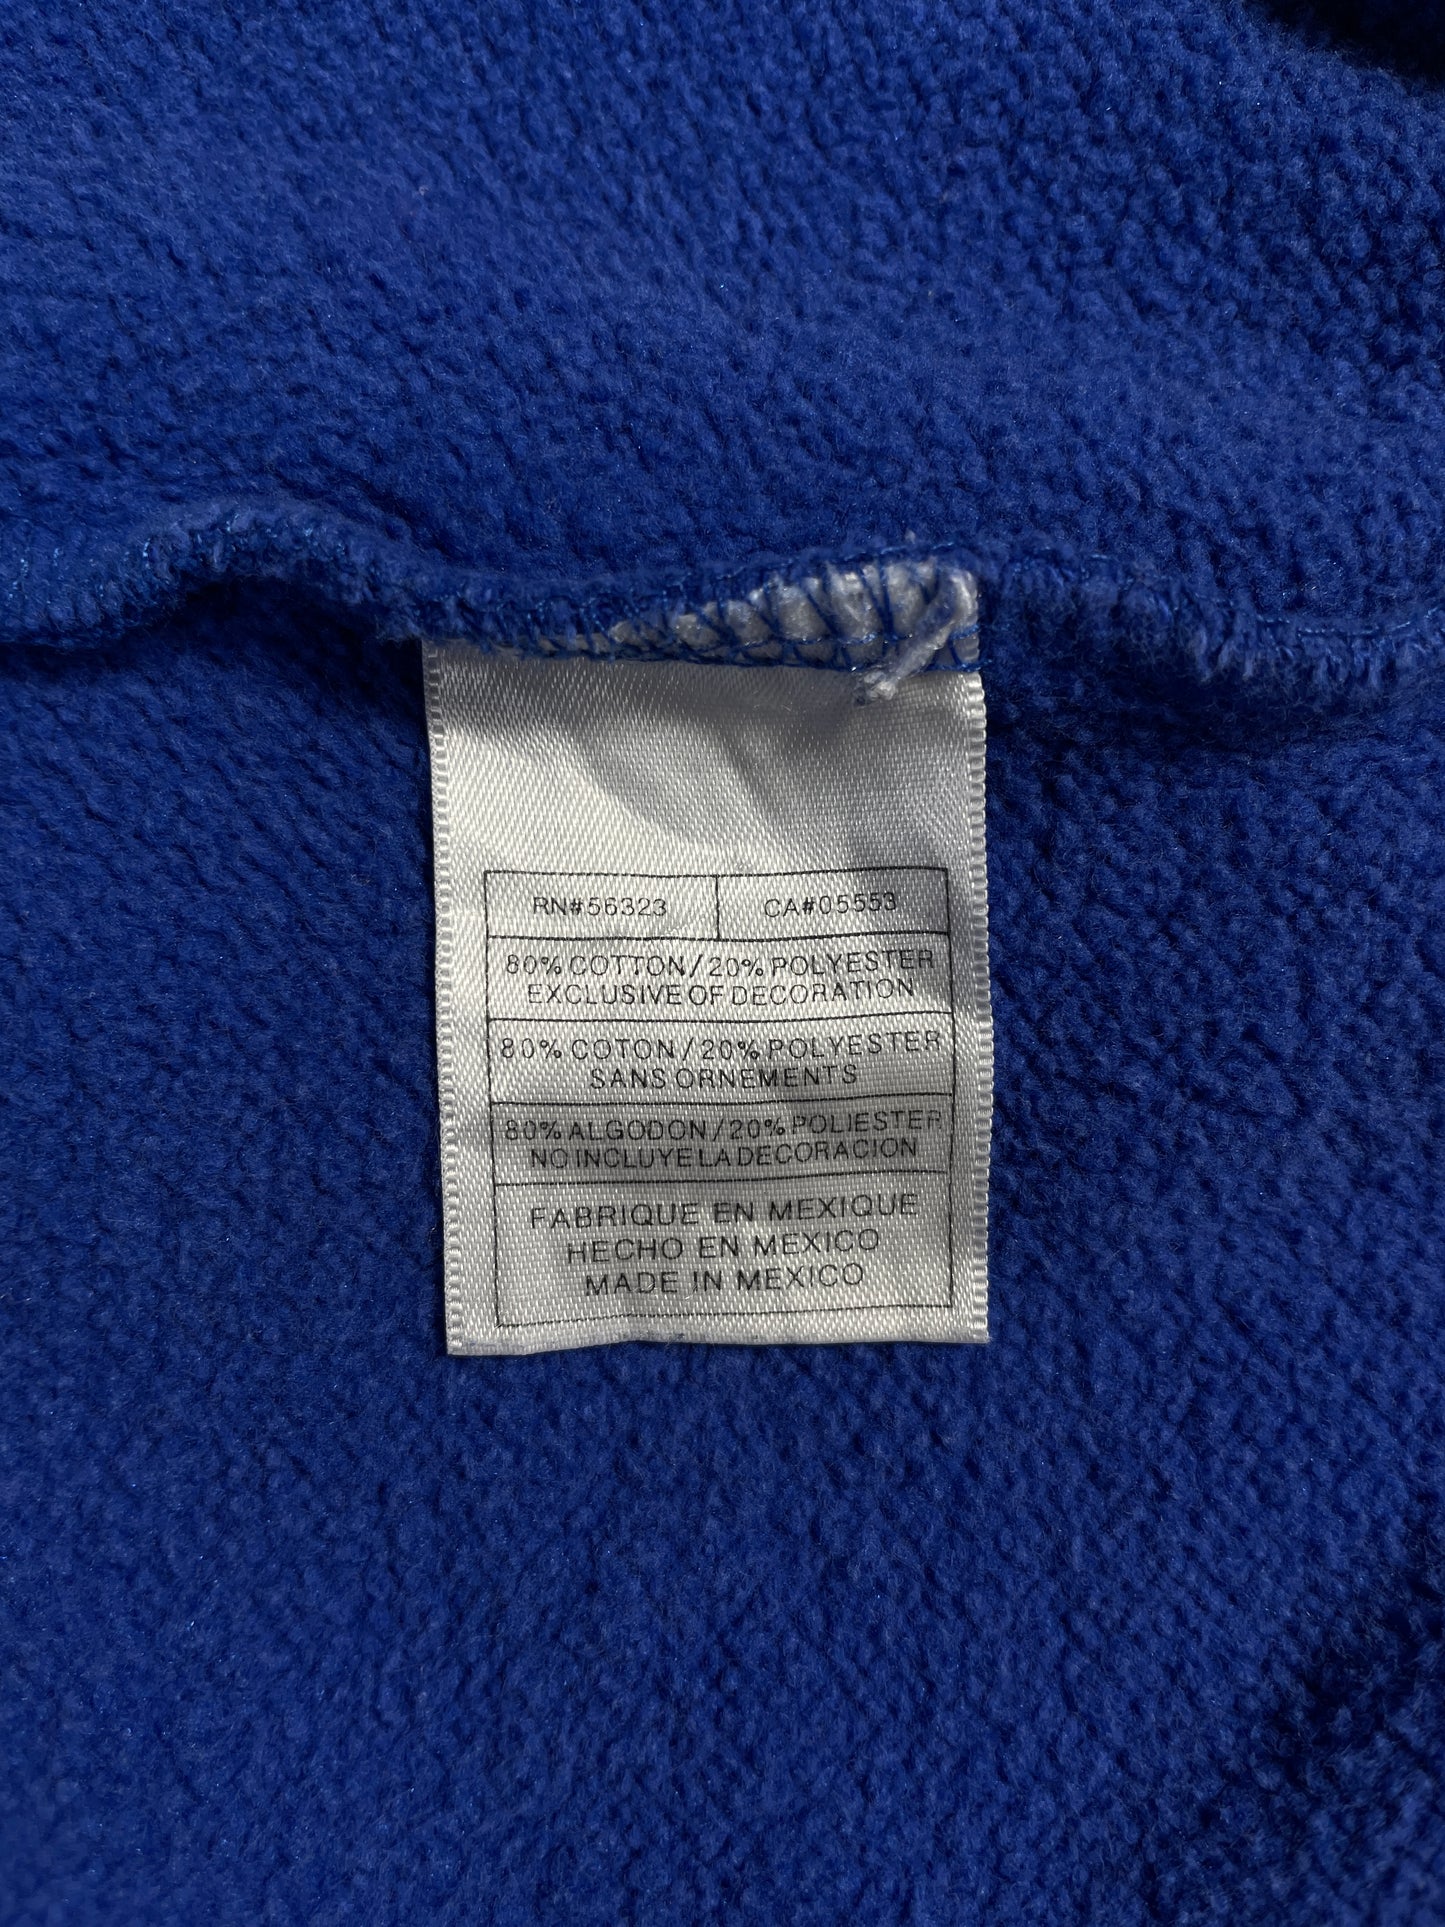 RN#56323 CA#05553
80% COTTON/20% POLYESTER
EXCLUSIVE OF DECORATION
80% COTON/20% POLYESTER
SANS ORNEMENTS
80% ALGODON/20% POLIESTER
NO INCLUYE LA DECORACION
FABRIQUE EN MEXIQUE
HECHO EN MEXICO
MADE IN MEXICO